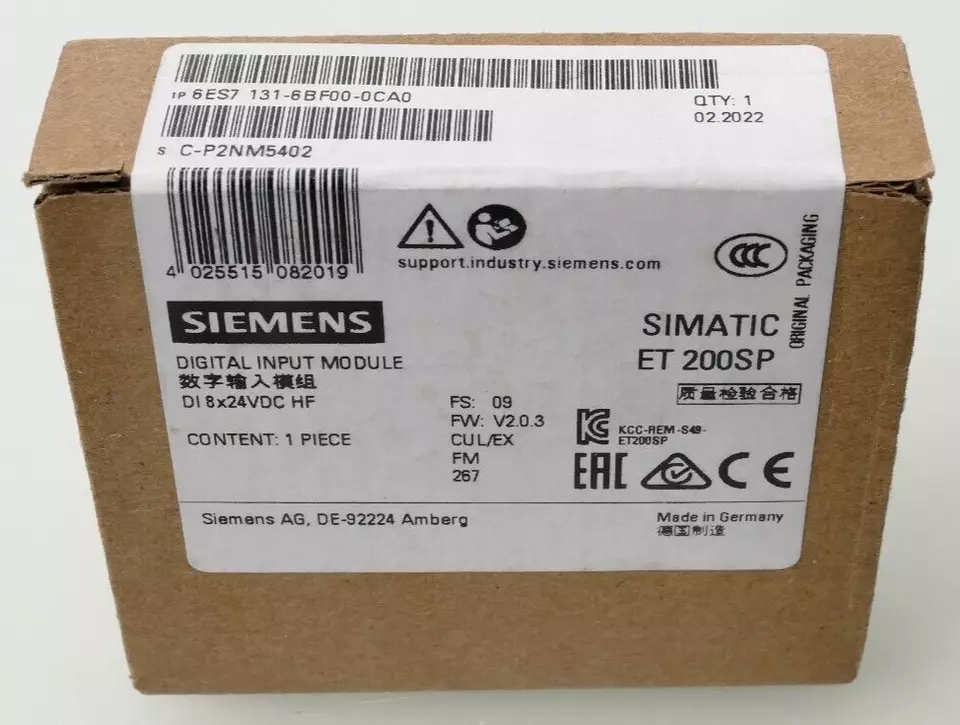 1P 6ES7 131-6BF00-0CA0
QTY: 1
02.2022
S C-P2NM5402
4 025515 082019
support.industry.siemens.com
CCC
ORIGINAL PACKAGING
SIEMENS
SIMATIC
ET 200SP
DIGITAL INPUT MODULE
数字输入模组
DI 8x24VDC HF
质量检验合格
CONTENT: 1 PIECE
FS: 09
FW: V2.0.3
CUL/EX
FM
267
KCC-REM-S49-
ET200SP
EAC
CE
Siemens AG, DE-92224 Amberg
Made in Germany
德国制造